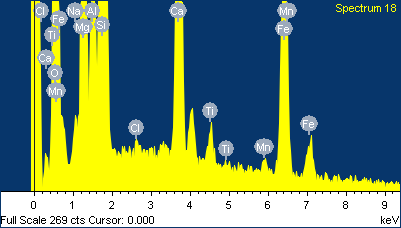 Spectrum 18
Cl Fe Na Al Ca Mn
Ti Mg Si Fe
Ca
O
Mn
Cl Ti Ti Mn Fe
0 1 2 3 4 5 6 7 8 9
Full Scale 269 cts Cursor: 0.000 keV